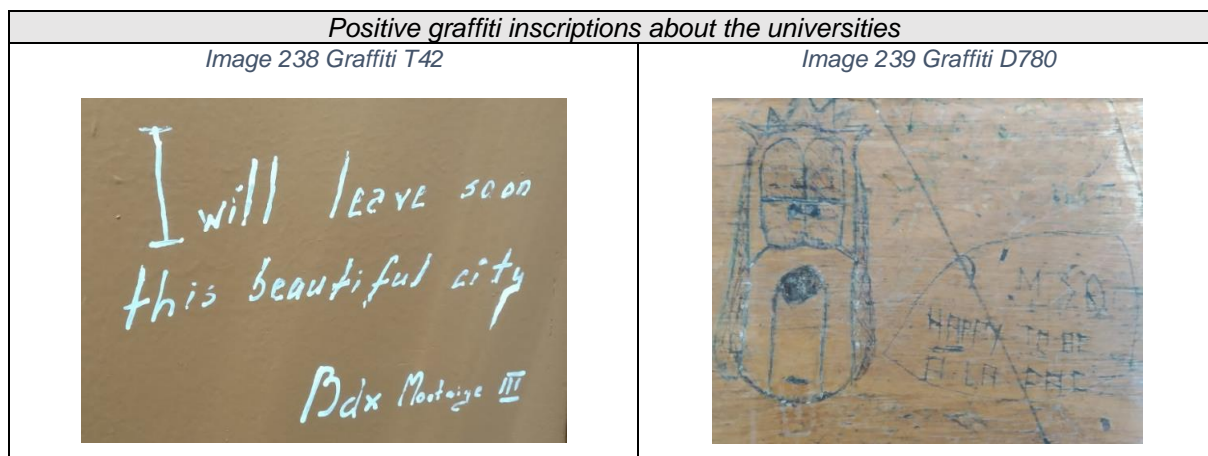 Positive graffiti inscriptions about the universities
Image 238 Graffiti T42
Image 239 Graffiti D780
I will leave soon
this beautiful city
Bdx Montaigne III
HAPPY TO BE